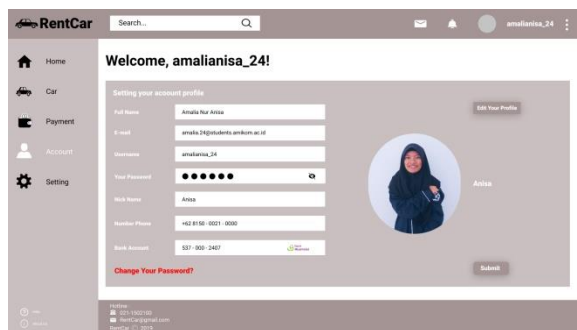 RentCar
Search...
amalianisa_24
Home
Car
Payment
Account
Setting
Welcome, amalianisa_24!
Setting your account profile
Edit Your Profile
Full Name
Amalia Nur Anisa
E-mail
amalia.24@students.amikom.ac.id
Username
amalianisa_24
Your Password
Nick Name
Anisa
Number Phone
+62 8150 - 0021 - 0000
Bank Account
537 - 009 - 2407
Anisa
Change Your Password?
Submit
Hotline :
021-1502160
RentCar@gmail.com
RentCar © 2019